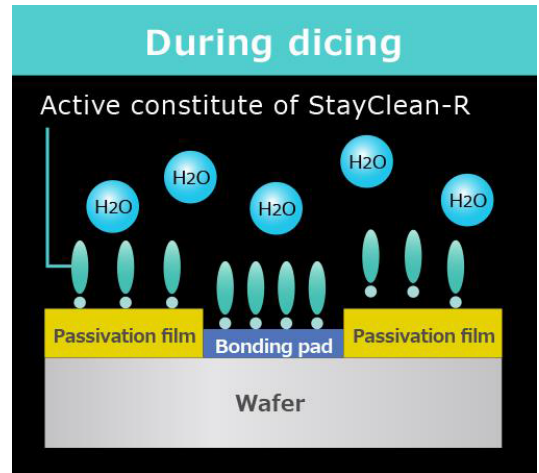 During dicing
Active constitute of StayClean-R
H2O
H2O
H2O
H2O
H2O
Passivation film
Bonding pad
Passivation film
Wafer